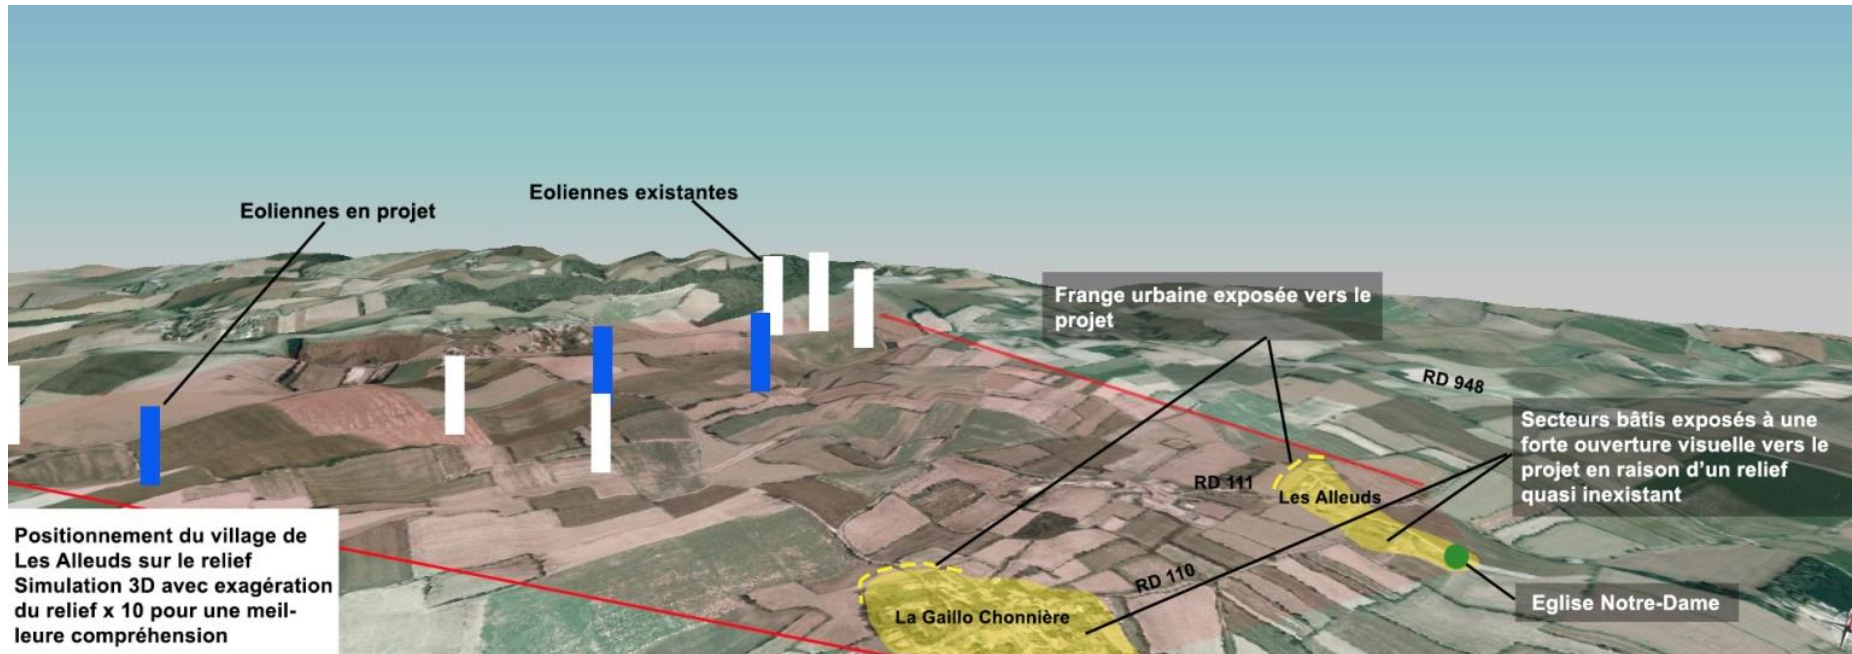 Eoliennes existantes
Eoliennes en projet
Frange urbaine exposée vers le
projet
RD 948
Secteurs bâtis exposés à une
forte ouverture visuelle vers le
projet en raison d'un relief
quasi inexistant
RD 111
Les Alleuds
Positionnement du village de
Les Alleuds sur le relief
Simulation 3D avec exagération
du relief x 10 pour une meil-
leure compréhension
RD 110
La Gaillo Chonnière
Eglise Notre-Dame